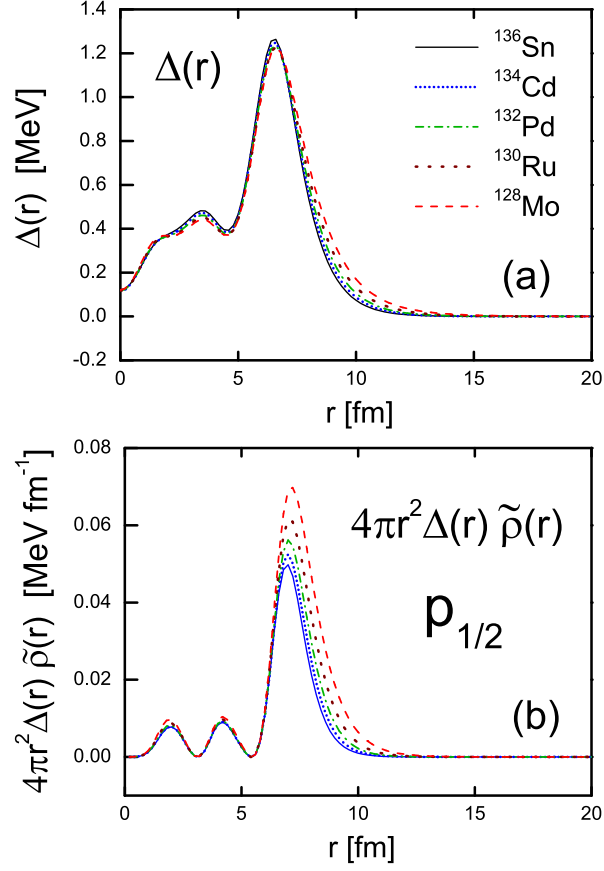 1.4
1.2
1.0
0.8
0.6
0.4
0.2
0.0
-0.2
Δ(r) [MeV]
Δ(r)
¹³⁶Sn
¹³⁴Cd
¹³²Pd
¹³⁰Ru
¹²⁸Mo
(a)
0 5 10 15 20
r [fm]
0.08
0.06
0.04
0.02
0.00
4πr² Δ(r) ρ̃(r) [MeV fm⁻¹]
4πr² Δ(r) ρ̃(r)
p₁/₂
(b)
0 5 10 15 20
r [fm]